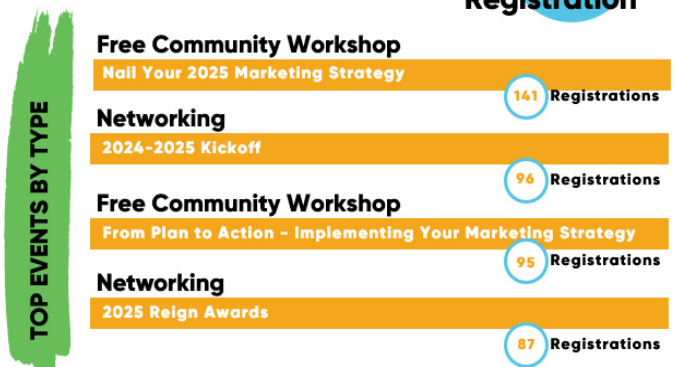 Registration
TOP EVENTS BY TYPE
Free Community Workshop
Nail Your 2025 Marketing Strategy
141 Registrations
Networking
2024-2025 Kickoff
96 Registrations
Free Community Workshop
From Plan to Action - Implementing Your Marketing Strategy
95 Registrations
Networking
2025 Reign Awards
87 Registrations